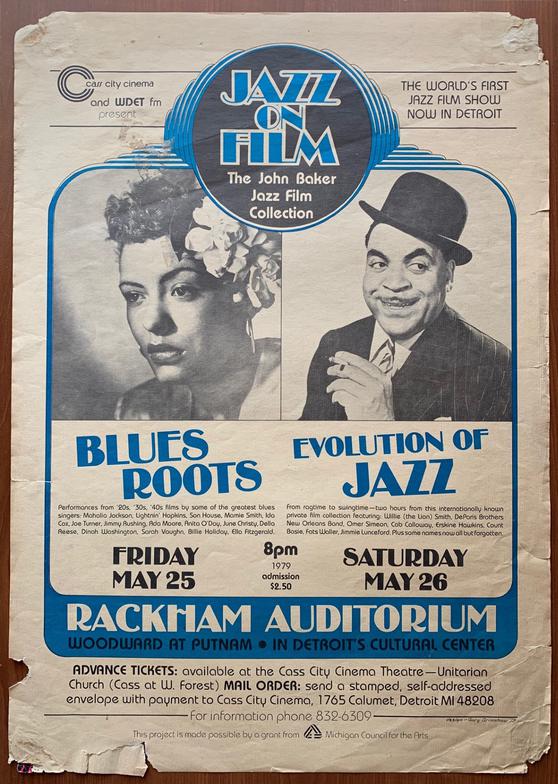 cass city cinema
and WDET fm
present
JAZZ
ON
FILM
The John Baker
Jazz Film
Collection
THE WORLD'S FIRST
JAZZ FILM SHOW
NOW IN DETROIT
BLUES
ROOTS
Performances from '20s, '30s, '40s films by some of the greatest blues
singers: Mahalia Jackson, Lightnin' Hopkins, Son House, Mamie Smith, Ida
Cox, Joe Turner, Jimmy Rushing, Ada Moore, Anita O'Day, June Christy, Della
Reese, Dinah Washington, Sarah Vaughn, Billie Holiday, Ella Fitzgerald.
EVOLUTION OF
JAZZ
From ragtime to swingtime—two hours from this internationally known
private film collection featuring: Willie (the Lion) Smith, DeParis Brothers
New Orleans Band, Omer Simeon, Cab Calloway, Erskine Hawkins, Count
Basie, Fats Waller, Jimmie Lunceford. Plus some names now all but forgotten.
FRIDAY
MAY 25
8pm
1979
admission
$2.50
SATURDAY
MAY 26
RACKHAM AUDITORIUM
WOODWARD AT PUTNAM • IN DETROIT'S CULTURAL CENTER
ADVANCE TICKETS: available at the Cass City Cinema Theatre—Unitarian
Church (Cass at W. Forest) MAIL ORDER: send a stamped, self-addressed
envelope with payment to Cass City Cinema, 1765 Calumet, Detroit MI 48208
For information phone 832-6309
This project is made possible by a grant from Michigan Council for the Arts